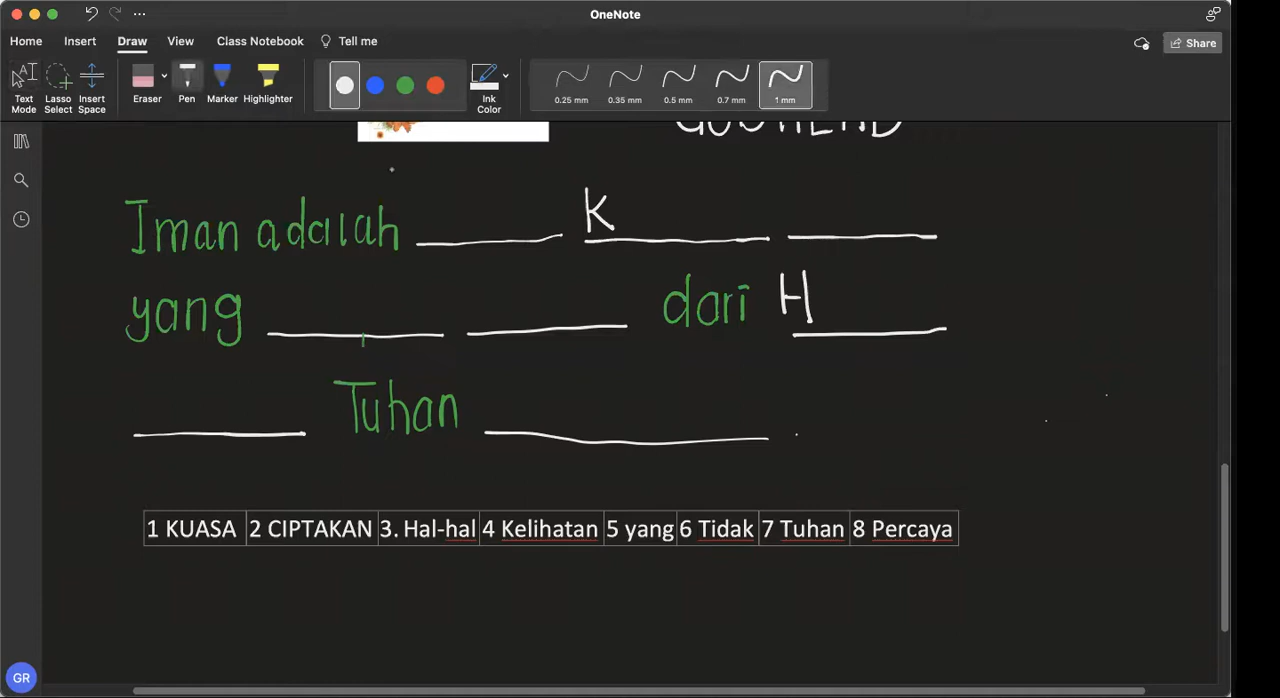 OneNote
Home Insert Draw View Class Notebook Tell me
Share
Text Mode
Lasso Select
Insert Space
Eraser
Pen
Marker
Highlighter
Ink Color
0.25 mm 0.35 mm 0.5 mm 0.7 mm 1 mm
Iman adalah K
yang dari H
Tuhan
1 KUASA 2 CIPTAKAN 3. Hal-hal 4 Kelihatan 5 yang 6 Tidak 7 Tuhan 8 Percaya
GR